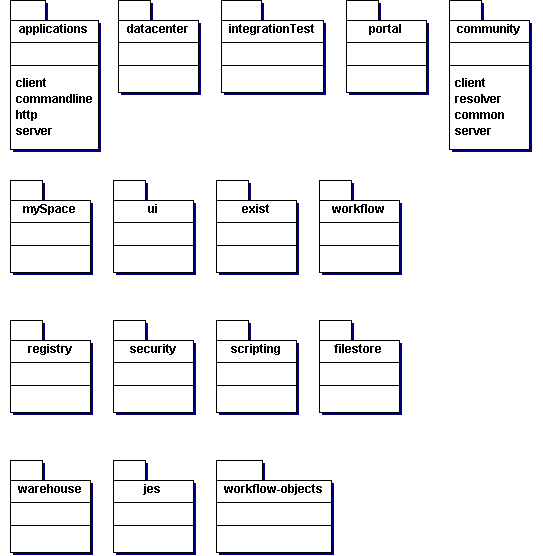 applications datacenter integrationTest portal community
client
commandline
http
server
client
resolver
common
server
mySpace ui exist workflow
registry security scripting filestore
warehouse jes workflow-objects